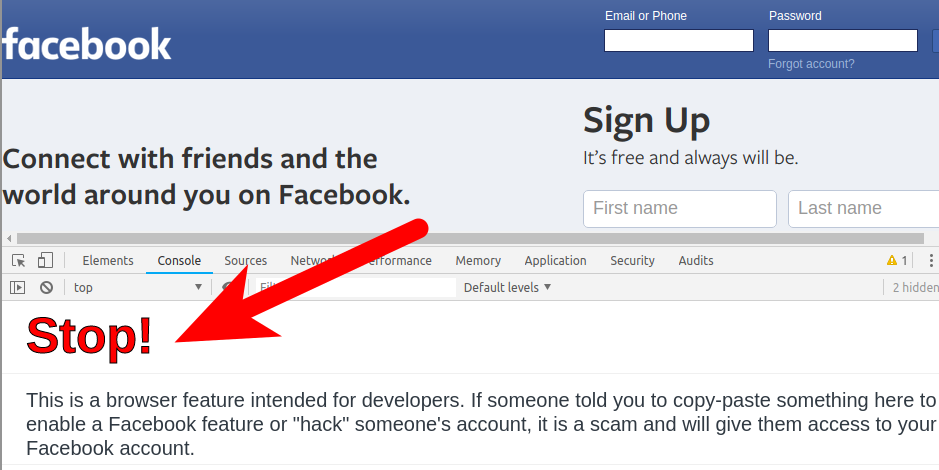 Email or Phone Password
facebook
Forgot account?
Sign Up
Connect with friends and the
world around you on Facebook.
It's free and always will be.
First name Last name
Elements Console Sources Memory Application Security Audits 1
top Default levels 2 hidden
Stop!
This is a browser feature intended for developers. If someone told you to copy-paste something here to
enable a Facebook feature or "hack" someone's account, it is a scam and will give them access to your
Facebook account.